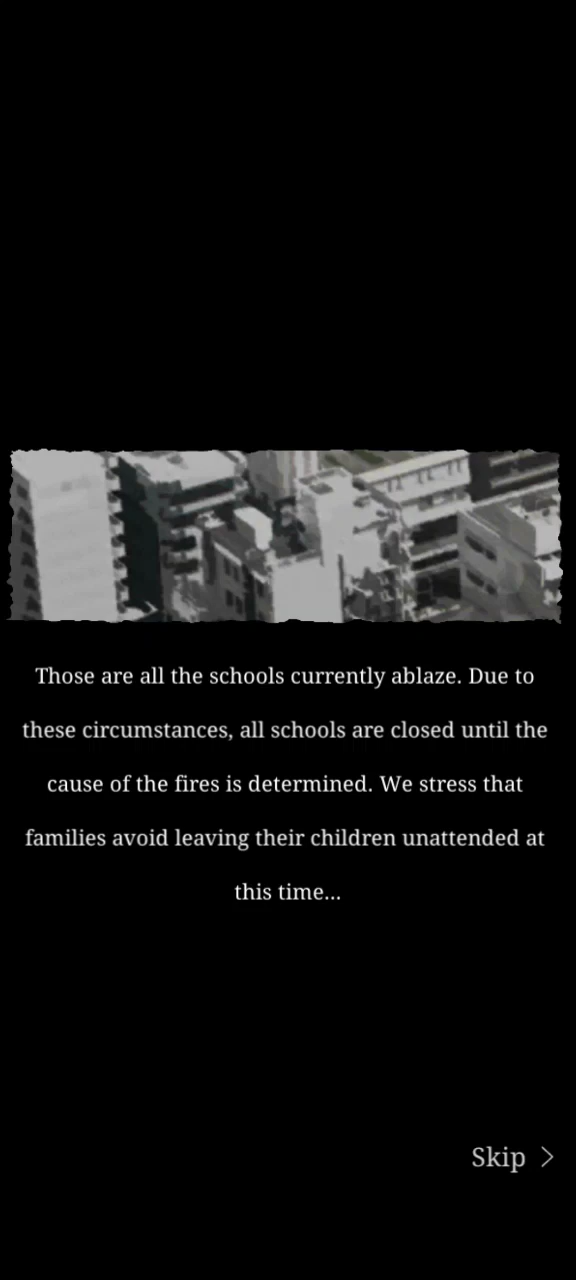 Those are all the schools currently ablaze. Due to
these circumstances, all schools are closed until the
cause of the fires is determined. We stress that
families avoid leaving their children unattended at
this time...
Skip >